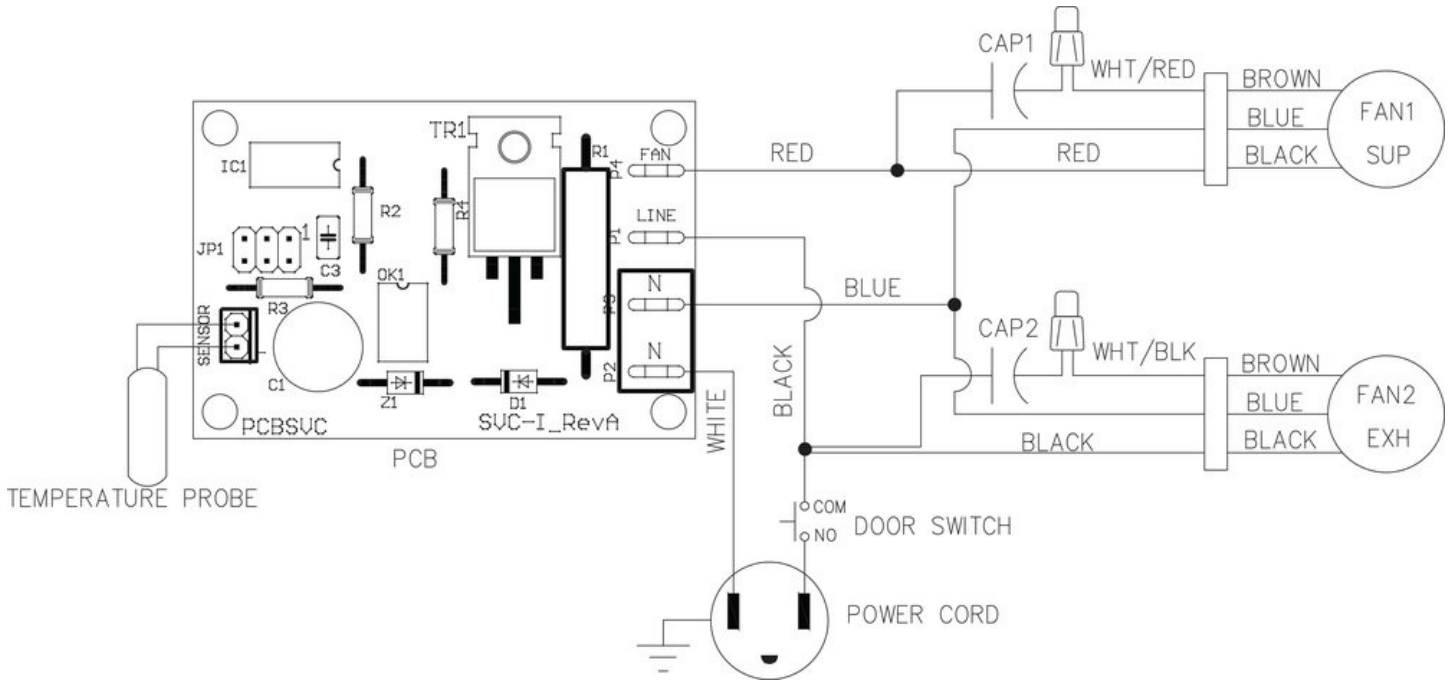 CAP1
WHT/RED
BROWN
FAN1
SUP
BLUE
BLACK
TR1
R1
FAN
P4
RED
RED
IC1
R2
R4
LINE
P1
JP1
1
C3
OK1
N
P3
BLUE
R3
SENSOR
CAP2
WHT/BLK
BROWN
FAN2
EXH
BLUE
BLACK
N
P2
C1
Z1
D1
WHITE
BLACK
BLACK
PCBSVC
SVC-I_RevA
PCB
TEMPERATURE PROBE
COM
NO
DOOR SWITCH
POWER CORD